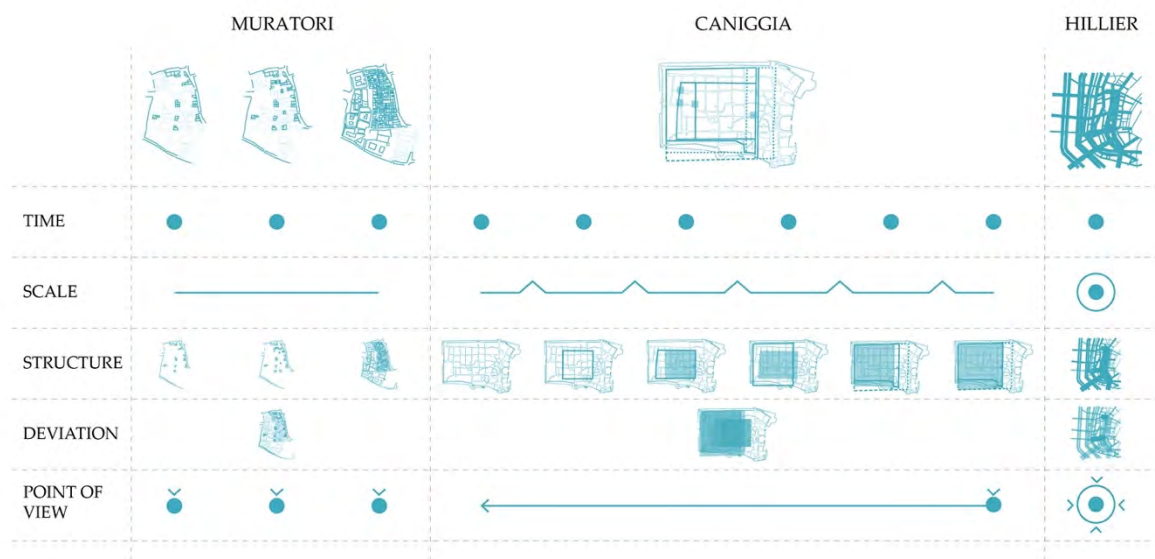 MURATORI
CANIGGIA
HILLIER
TIME
SCALE
STRUCTURE
DEVIATION
POINT OF
VIEW